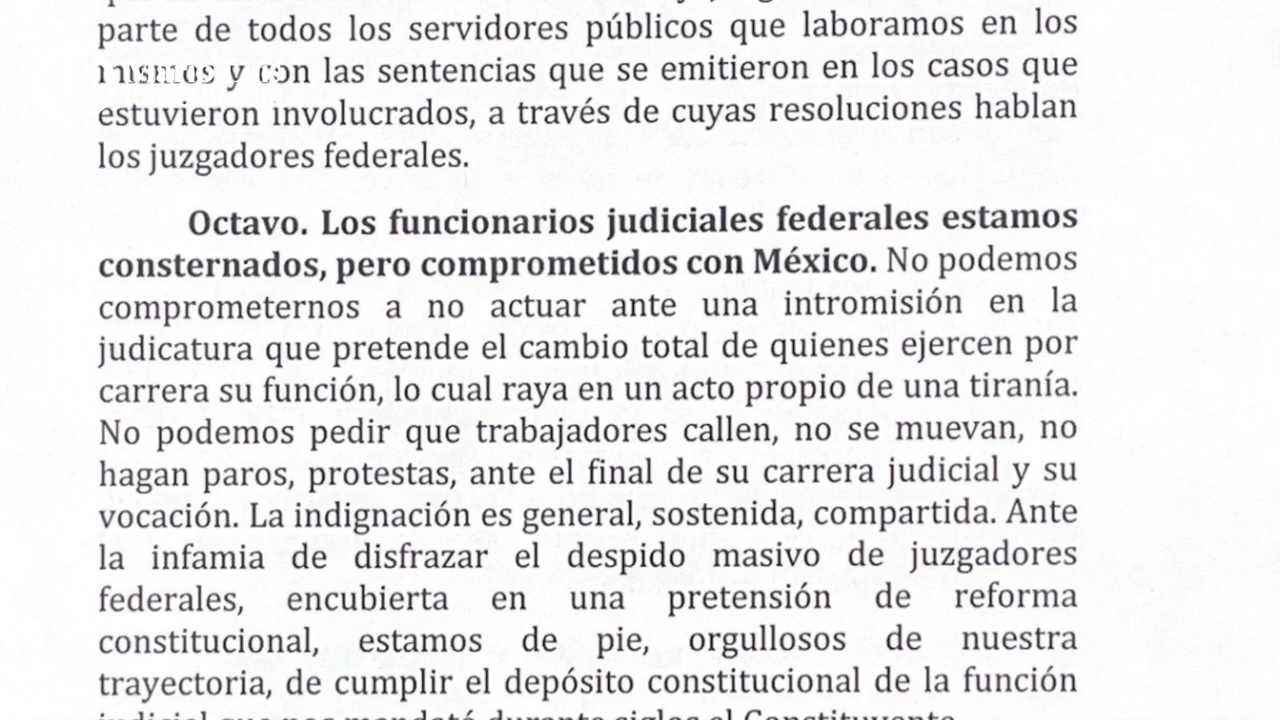 parte de todos los servidores públicos que laboramos en los
y con las sentencias que se emitieron en los casos que
estuvieron involucrados, a través de cuyas resoluciones hablan
los juzgadores federales.
Octavo. Los funcionarios judiciales federales estamos
consternados, pero comprometidos con México. No podemos
comprometernos a no actuar ante una intromisión en la
judicatura que pretende el cambio total de quienes ejercen por
carrera su función, lo cual raya en un acto propio de una tiranía.
No podemos pedir que trabajadores callen, no se muevan, no
hagan paros, protestas, ante el final de su carrera judicial y su
vocación. La indignación es general, sostenida, compartida. Ante
la infamia de disfrazar el despido masivo de juzgadores
federales, encubierta en una pretensión de reforma
constitucional, estamos de pie, orgullosos de nuestra
trayectoria, de cumplir el depósito constitucional de la función